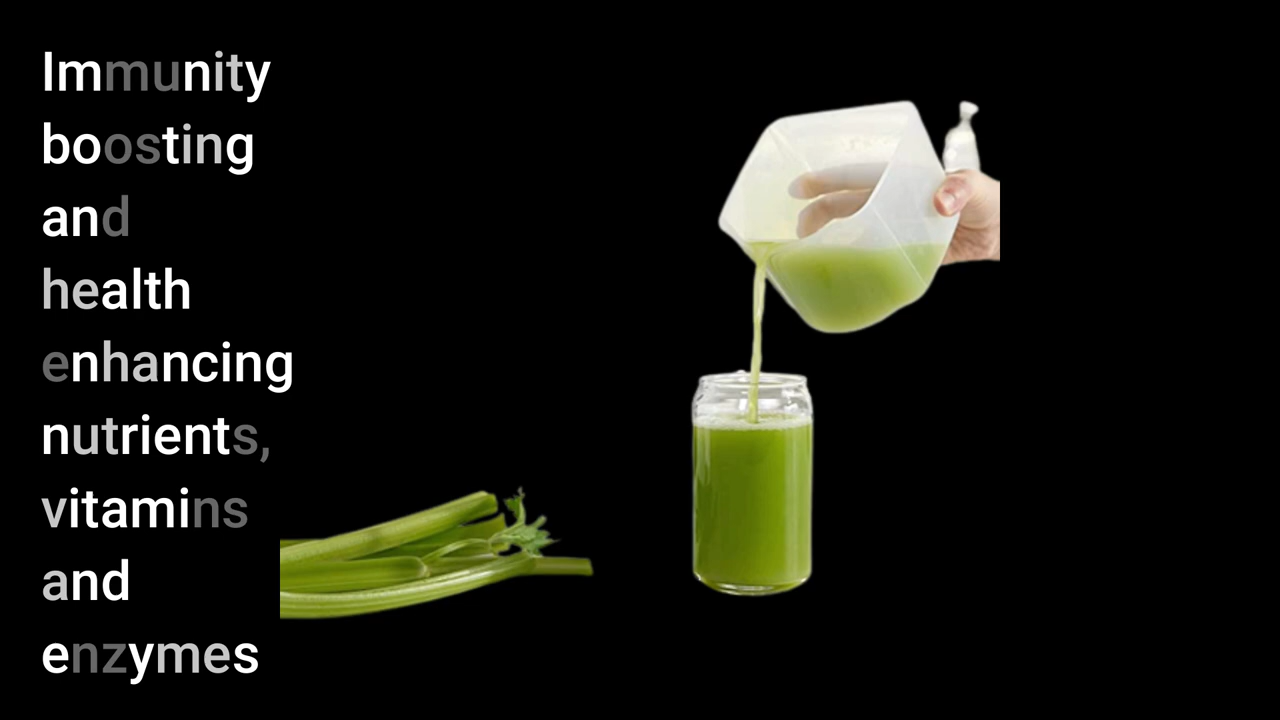 Immunity
boosting
and
health
enhancing
nutrients,
vitamins
and
enzymes